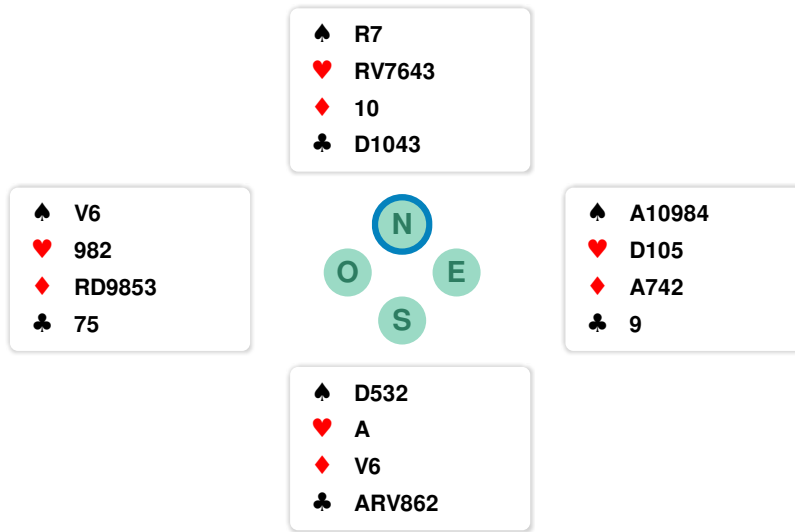 ♠ R7
♥ RV7643
♦ 10
♣ D1043
♠ V6
♥ 982
♦ RD9853
♣ 75
N
O E
S
♠ A10984
♥ D105
♦ A742
♣ 9
♠ D532
♥ A
♦ V6
♣ ARV862